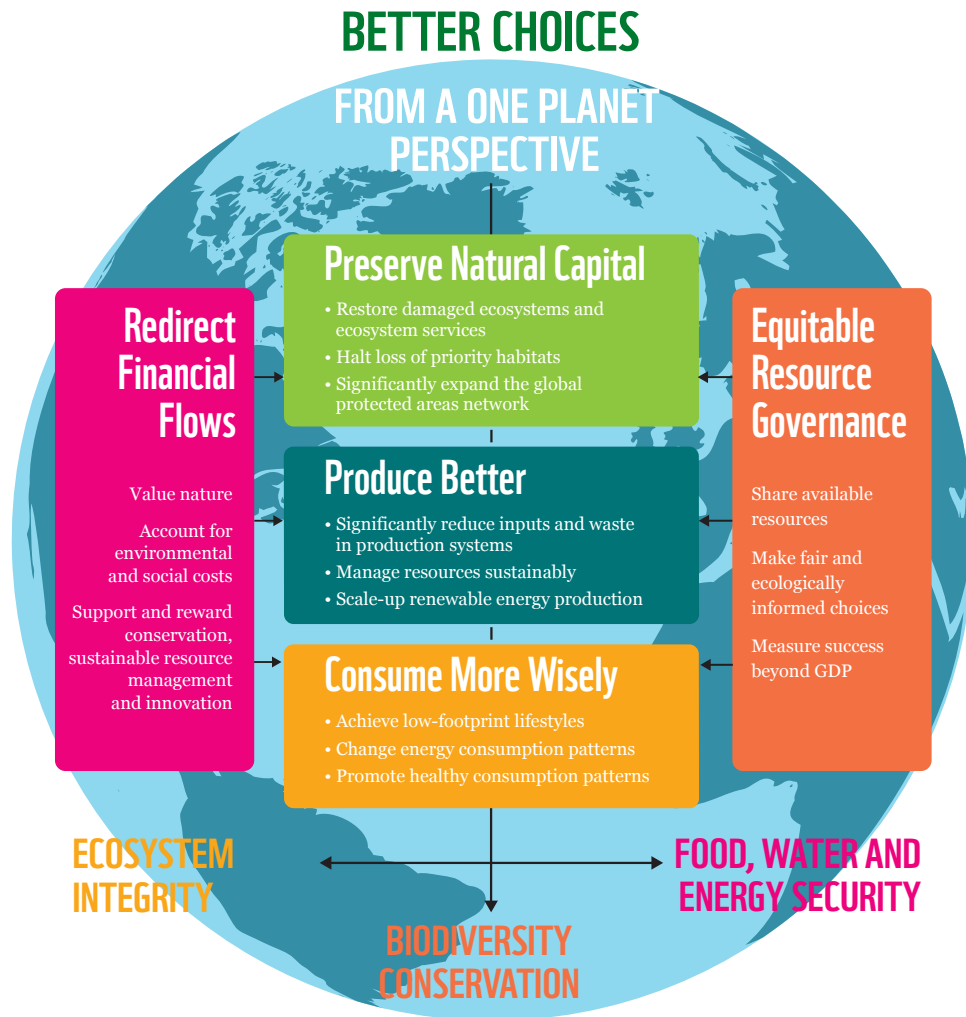 BETTER CHOICES
FROM A ONE PLANET
PERSPECTIVE
Preserve Natural Capital
• Restore damaged ecosystems and
ecosystem services
• Halt loss of priority habitats
• Significantly expand the global
protected areas network
Redirect
Financial
Flows
Value nature
Account for
environmental
and social costs
Support and reward
conservation,
sustainable resource
management
and innovation
Produce Better
• Significantly reduce inputs and waste
in production systems
• Manage resources sustainably
• Scale-up renewable energy production
Equitable
Resource
Governance
Share available
resources
Make fair and
ecologically
informed choices
Measure success
beyond GDP
Consume More Wisely
• Achieve low-footprint lifestyles
• Change energy consumption patterns
• Promote healthy consumption patterns
ECOSYSTEM
INTEGRITY
BIODIVERSITY
CONSERVATION
FOOD, WATER AND
ENERGY SECURITY